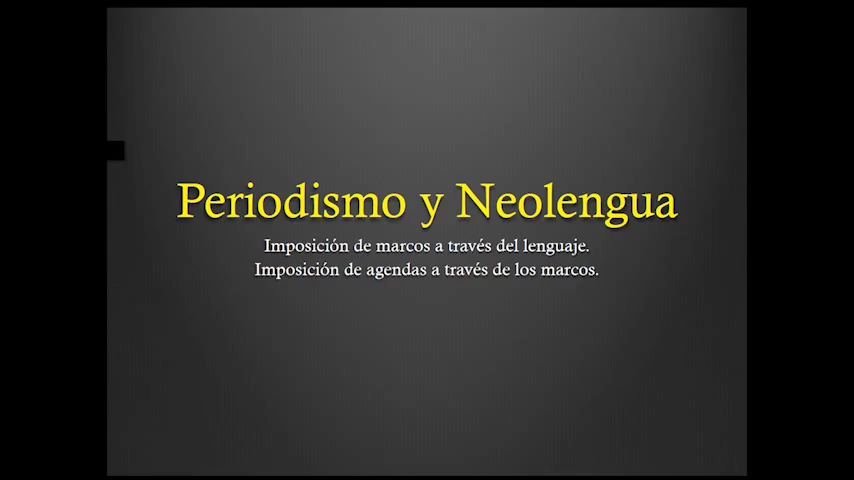 Periodismo y Neolengua
Imposición de marcos a través del lenguaje.
Imposición de agendas a través de los marcos.